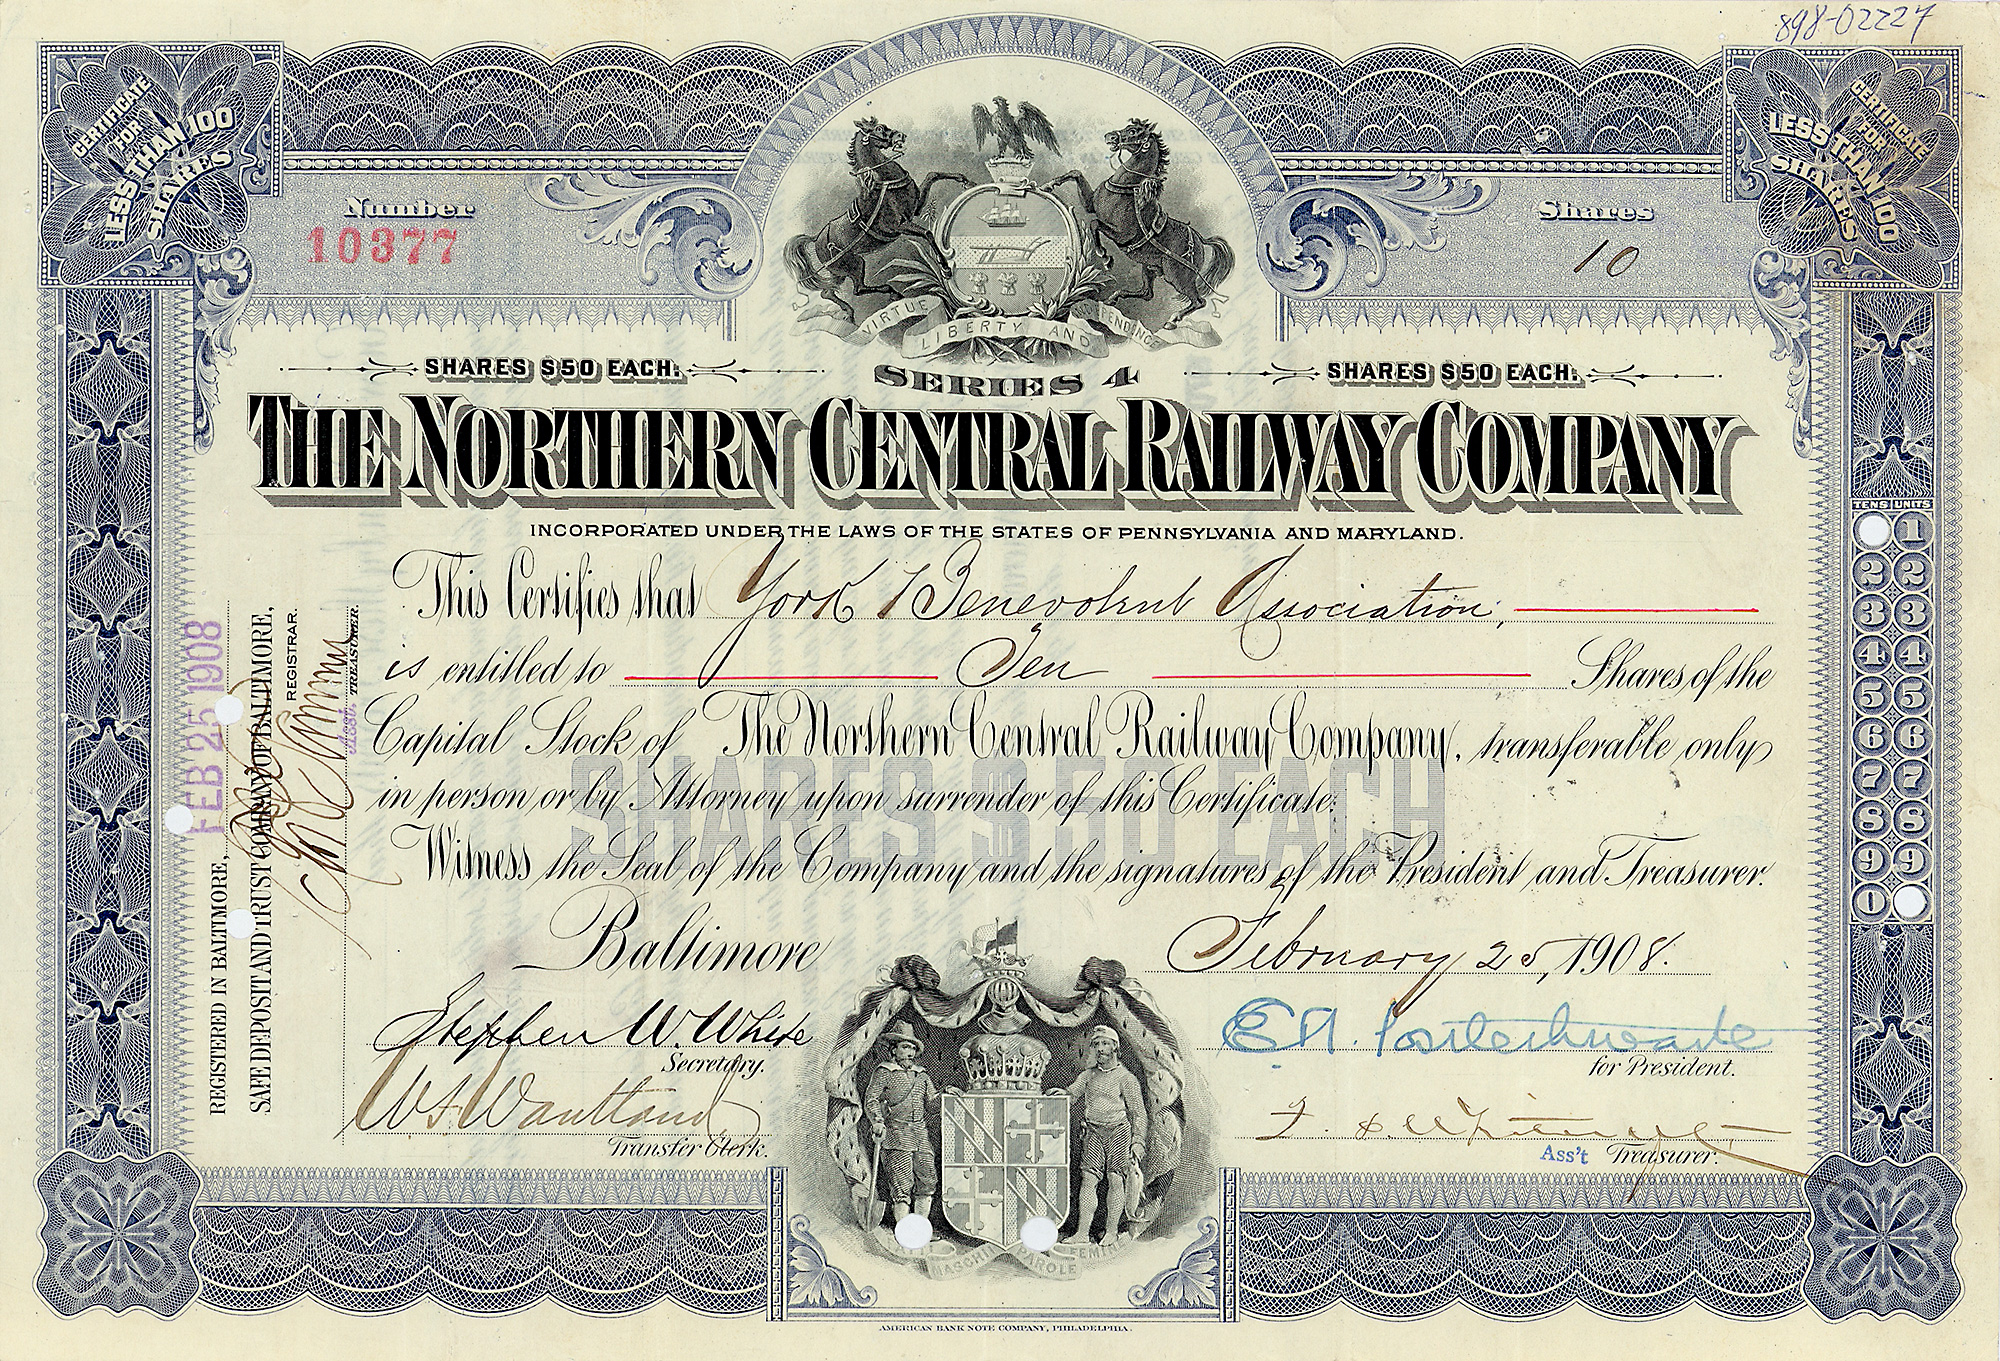 898-02227
CERTIFICATE
FOR
LESS THAN 100
SHARES
CERTIFICATE
FOR
LESS THAN 100
SHARES
Number
10377
Shares
10
VIRTUE LIBERTY AND INDEPENDENCE
SHARES $50 EACH.
SERIES 4
SHARES $50 EACH.
THE NORTHERN CENTRAL RAILWAY COMPANY
INCORPORATED UNDER THE LAWS OF THE STATES OF PENNSYLVANIA AND MARYLAND.
This Certifies that York Benevolent Association,
is entitled to Ten Shares of the
Capital Stock of The Northern Central Railway Company, transferable only
in person or by Attorney upon surrender of this Certificate.
SHARES $50 EACH
Witness the Seal of the Company and the signatures of the President and Treasurer.
Baltimore February 25, 1908.
Stephen W. White
Secretary.
Transfer Clerk.
for President.
Ass't Treasurer.
REGISTERED IN BALTIMORE, FEB 25 1908
SAFE DEPOSIT AND TRUST COMPANY OF BALTIMORE,
REGISTRAR.
Asst. TREASURER.
TENS UNITS
1
2 2
3 3
4 4
5 5
6 6
7 7
8 8
9 9
0
FATTI MASCHII PAROLE FEMINE
AMERICAN BANK NOTE COMPANY, PHILADELPHIA.